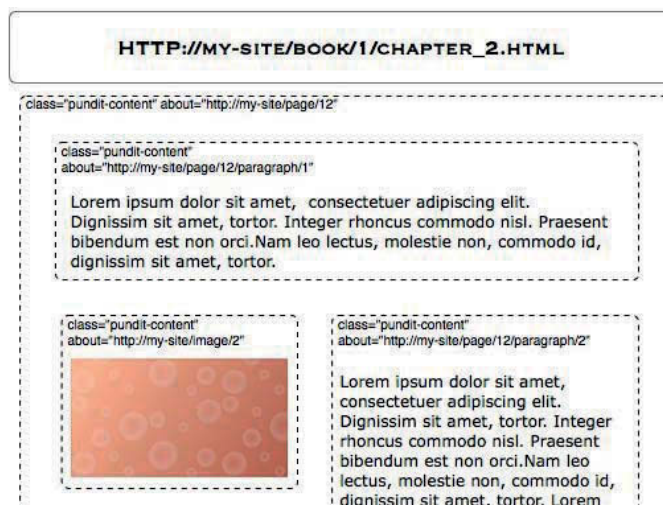 HTTP://MY-SITE/BOOK/1/CHAPTER_2.HTML
class="pundit-content" about="http://my-site/page/12"
class="pundit-content"
about="http://my-site/page/12/paragraph/1"
Lorem ipsum dolor sit amet,  consectetuer adipiscing elit.
Dignissim sit amet, tortor. Integer rhoncus commodo nisl. Praesent
bibendum est non orci.Nam leo lectus, molestie non, commodo id,
dignissim sit amet, tortor.
class="pundit-content"
about="http://my-site/image/2"
class="pundit-content"
about="http://my-site/page/12/paragraph/2"
Lorem ipsum dolor sit amet,
consectetuer adipiscing elit.
Dignissim sit amet, tortor. Integer
rhoncus commodo nisl. Praesent
bibendum est non orci.Nam leo
lectus, molestie non, commodo id,
dignissim sit amet, tortor. Lorem